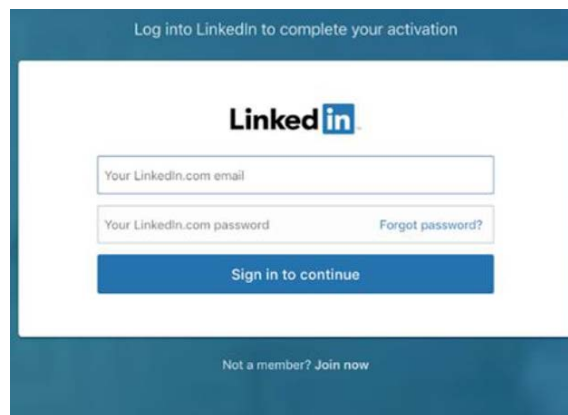 Log into LinkedIn to complete your activation
Linked in
Your LinkedIn.com email
Your LinkedIn.com password Forgot password?
Sign in to continue
Not a member? Join now